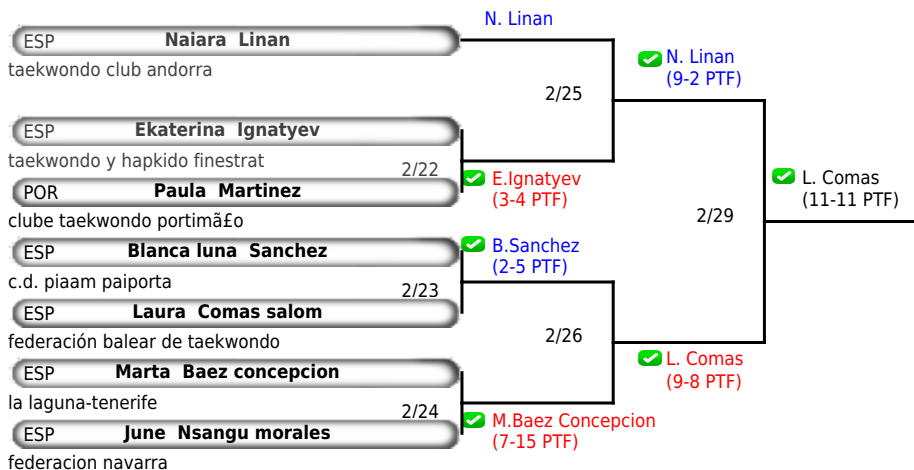 N. Linan
ESP Naiara Linan
taekwondo club andorra
N. Linan
(9-2 PTF)
2/25
ESP Ekaterina Ignatyev
taekwondo y hapkido finestrat
2/22
E.Ignatyev
(3-4 PTF)
POR Paula Martinez
clube taekwondo portimã£o
L. Comas
(11-11 PTF)
2/29
ESP Blanca luna Sanchez
c.d. piaam paiporta
B.Sanchez
(2-5 PTF)
2/23
ESP Laura Comas salom
federación balear de taekwondo
2/26
L. Comas
(9-8 PTF)
ESP Marta Baez concepcion
la laguna-tenerife
2/24
M.Baez Concepcion
(7-15 PTF)
ESP June Nsangu morales
federacion navarra